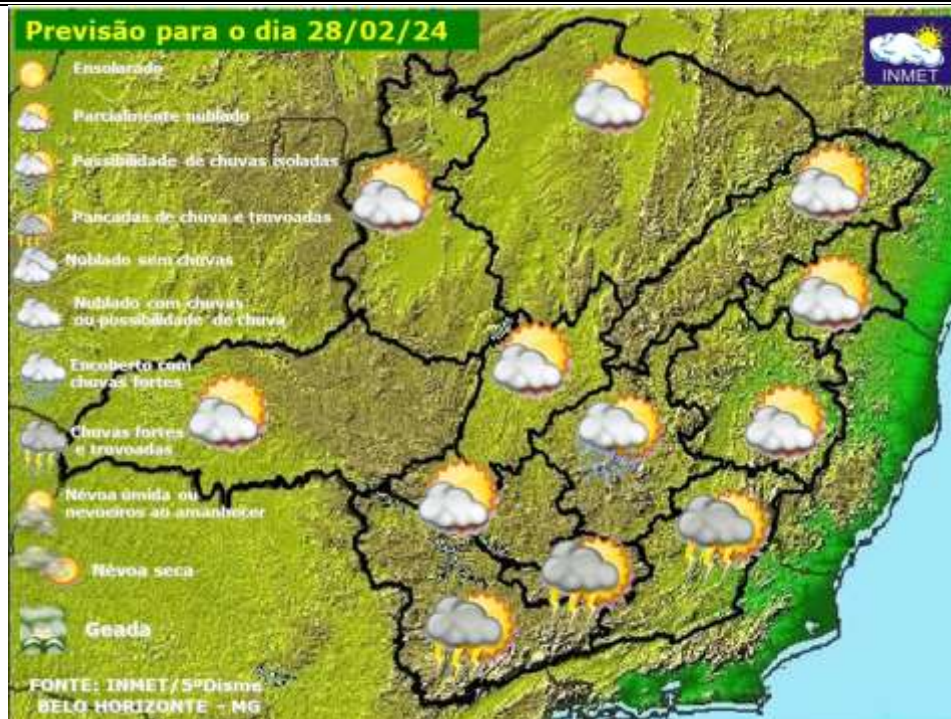 Previsão para o dia 28/02/24
INMET
Ensolarado
Parcialmente nublado
Possibilidade de chuvas isoladas
Pancadas de chuva e trovoadas
Nublado sem chuvas
Nublado com chuvas
ou possibilidade de chuva
Encoberto com
chuvas fortes
Chuvas fortes
e trovoadas
Névoa úmida ou
nevoeiros ao amanhecer
Névoa seca
Geada
FONTE: INMET/5ºDisme
BELO HORIZONTE - MG